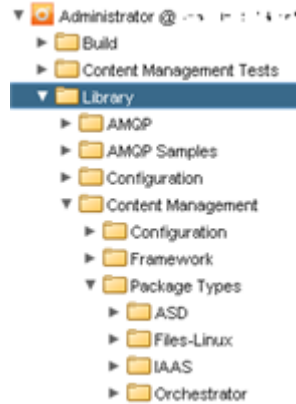 Administrator @
Build
Content Management Tests
Library
AMQP
AMQP Samples
Configuration
Content Management
Configuration
Framework
Package Types
ASD
Files-Linux
IAAS
Orchestrator